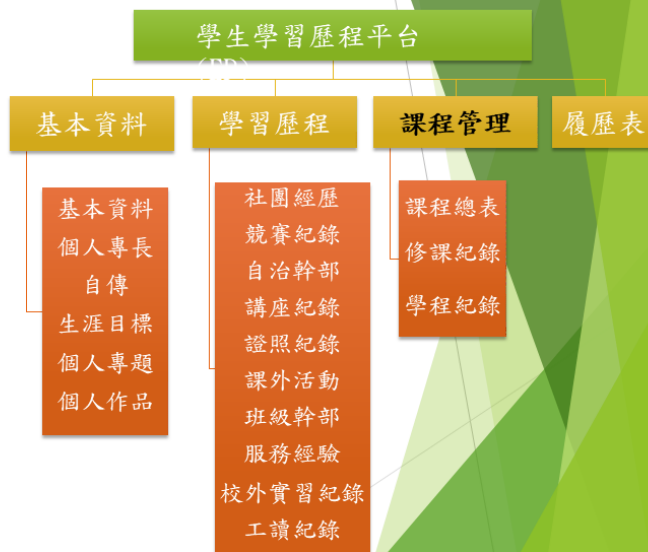 學生學習歷程平台
基本資料
學習歷程
課程管理
履歷表
基本資料
個人專長
自傳
生涯目標
個人專題
個人作品
社團經歷
競賽紀錄
自治幹部
講座紀錄
證照紀錄
課外活動
班級幹部
服務經驗
校外實習紀錄
工讀紀錄
課程總表
修課紀錄
學程紀錄